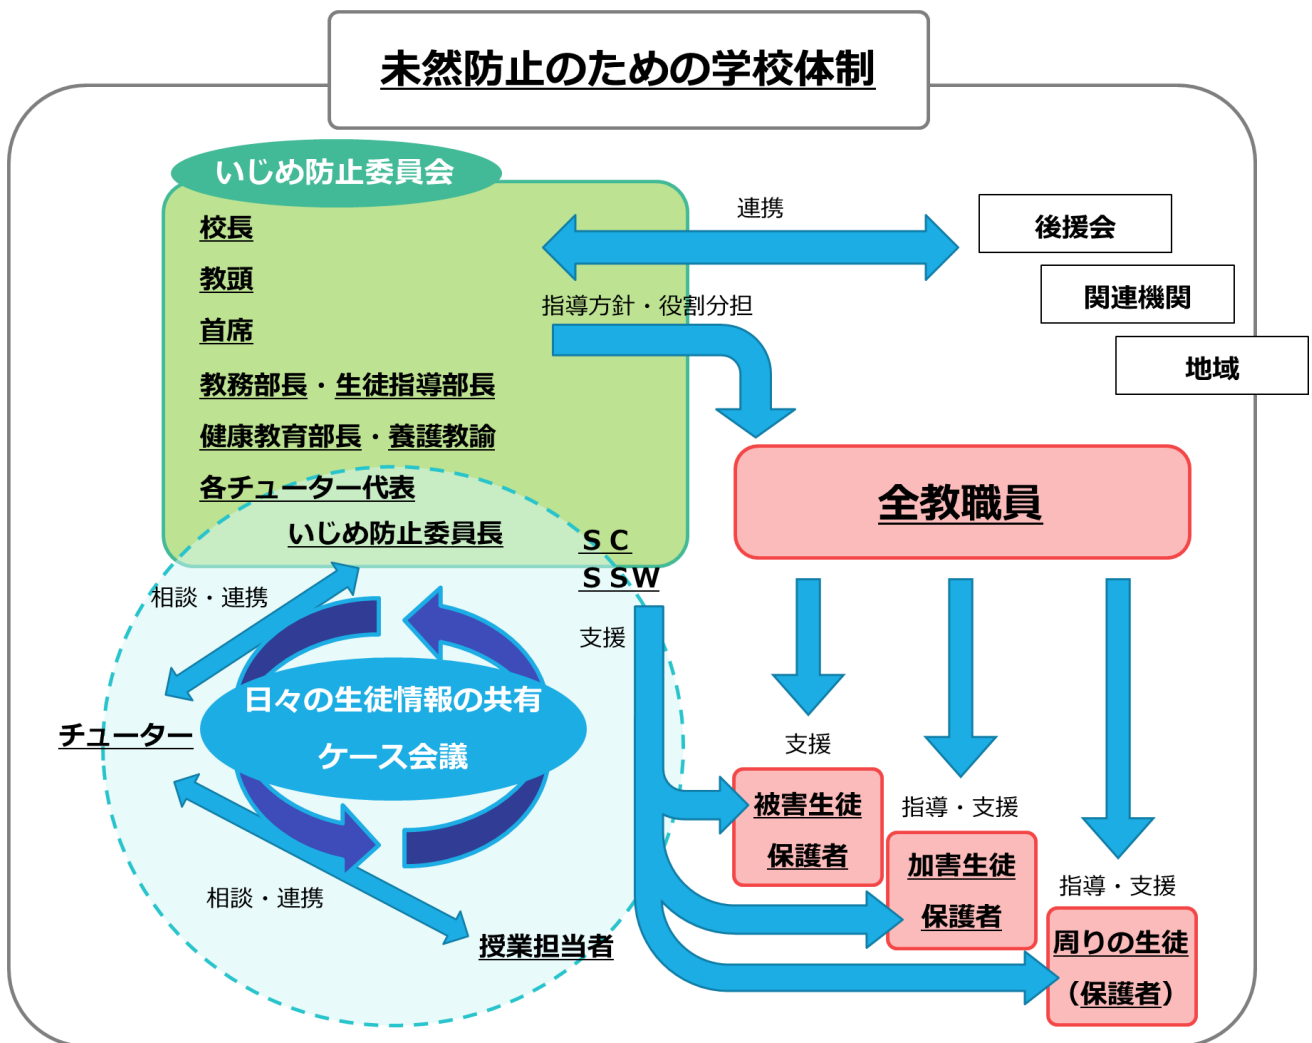 未然防止のための学校体制
いじめ防止委員会
校長
教頭
首席
教務部長・生徒指導部長
健康教育部長・養護教諭
各チューター代表
いじめ防止委員長
ＳＣ
ＳＳＷ
連携
後援会
関連機関
地域
指導方針・役割分担
全教職員
相談・連携
支援
日々の生徒情報の共有
ケース会議
チューター
相談・連携
授業担当者
支援
被害生徒
保護者
指導・支援
加害生徒
保護者
指導・支援
周りの生徒
（保護者）